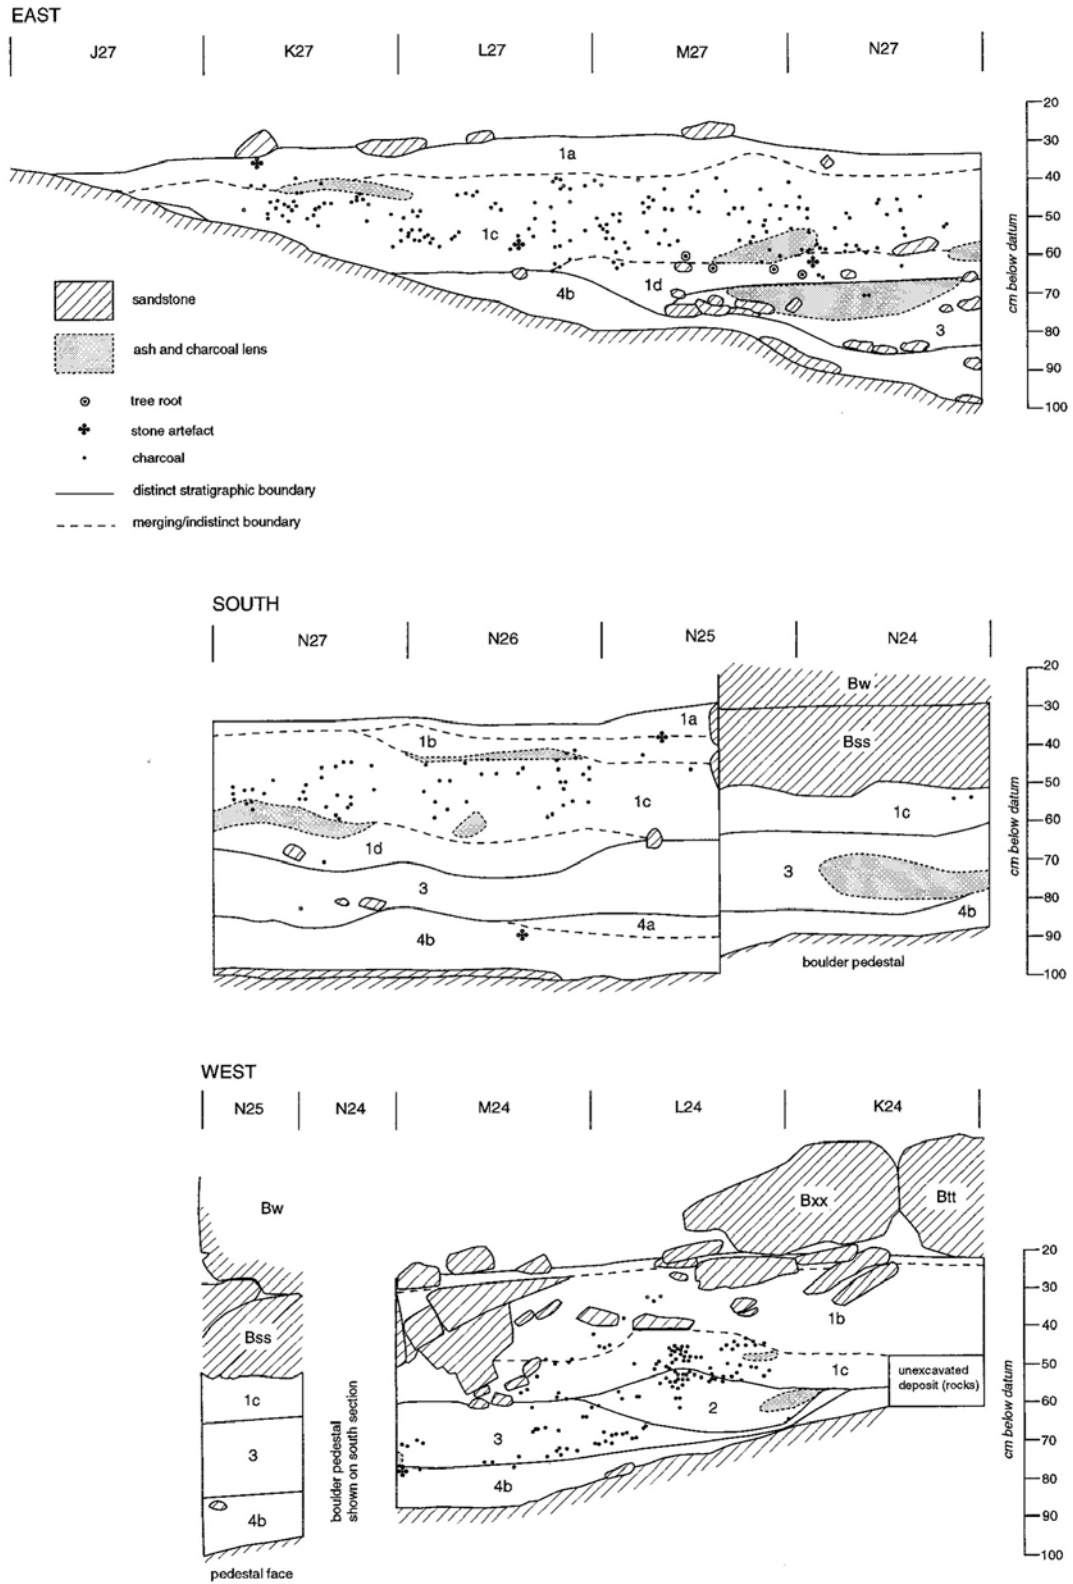 EAST
J27 K27 L27 M27 N27
20
30
1a
40
50
1c
cm below datum
60
sandstone
1d
4b
70
ash and charcoal lens
3
80
90
tree root
100
stone artefact
charcoal
distinct stratigraphic boundary
merging/indistinct boundary
SOUTH
N27 N26 N25 N24
20
Bw
30
1a
1b
Bss
40
50
1c
1c
cm below datum
60
1d
70
3
3
80
4a
4b
4b
90
boulder pedestal
100
WEST
N25 N24 M24 L24 K24
Bxx
Btt
Bw
20
30
1b
Bss
40
1c
unexcavated
deposit (rocks)
50
1c
2
60
cm below datum
3
3
70
boulder pedestal
shown on south section
4b
80
4b
90
100
pedestal face